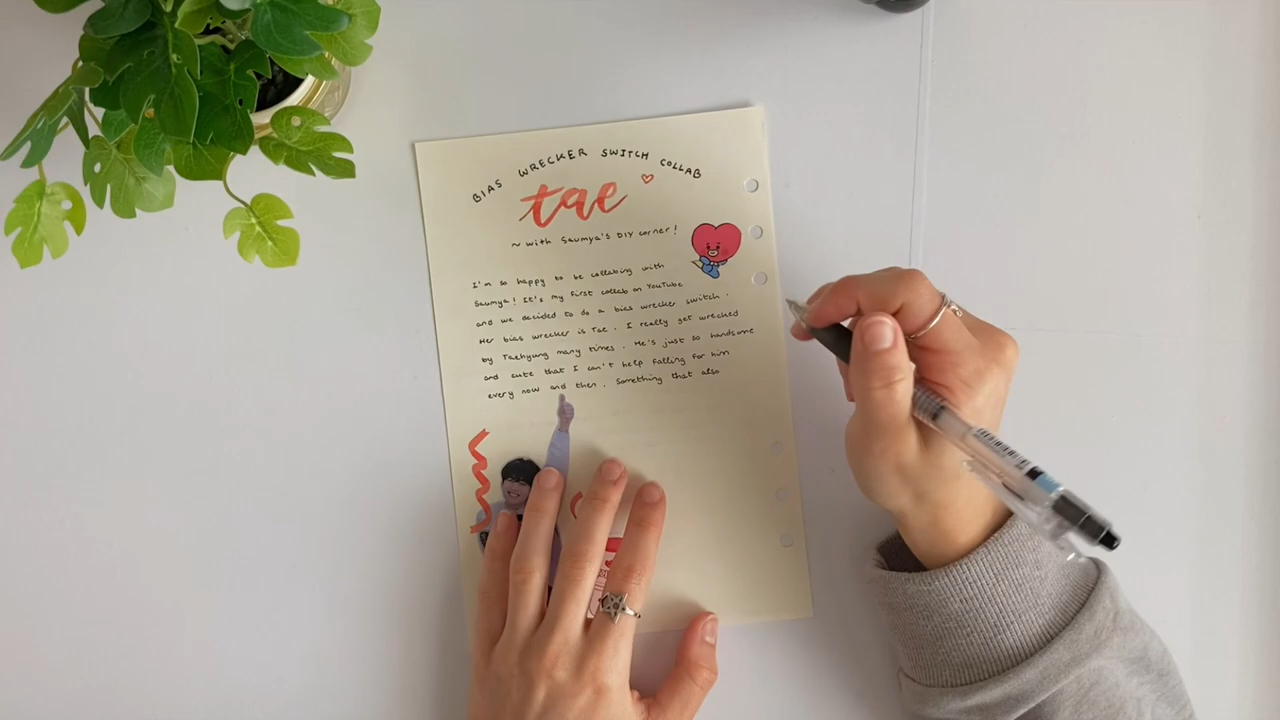 BIAS WRECKER SWITCH COLLAB
tae
~ with Saumya's DIY corner!
I'm so happy to be collabing with
Saumya! It's my first collab on YouTube
and we decided to do a bias wrecker switch.
Her bias wrecker is Tae. I really get wrecked
by Taehyung many times. He's just so handsome
and cute that I can't help falling for him
every now and then. Something that also